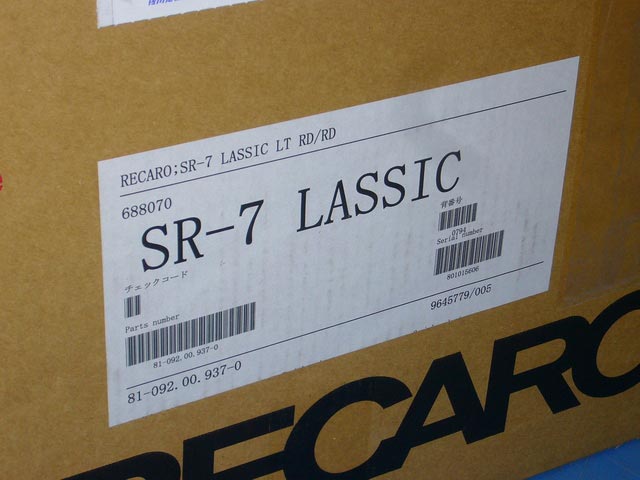 RECARO;SR-7 LASSIC LT RD/RD
688070
SR-7 LASSIC
背番号
0784
チェックコード
Serial number
801015606
Parts number
81-092.00.937-0
9645779/005
81-092.00.937-0
RECARO